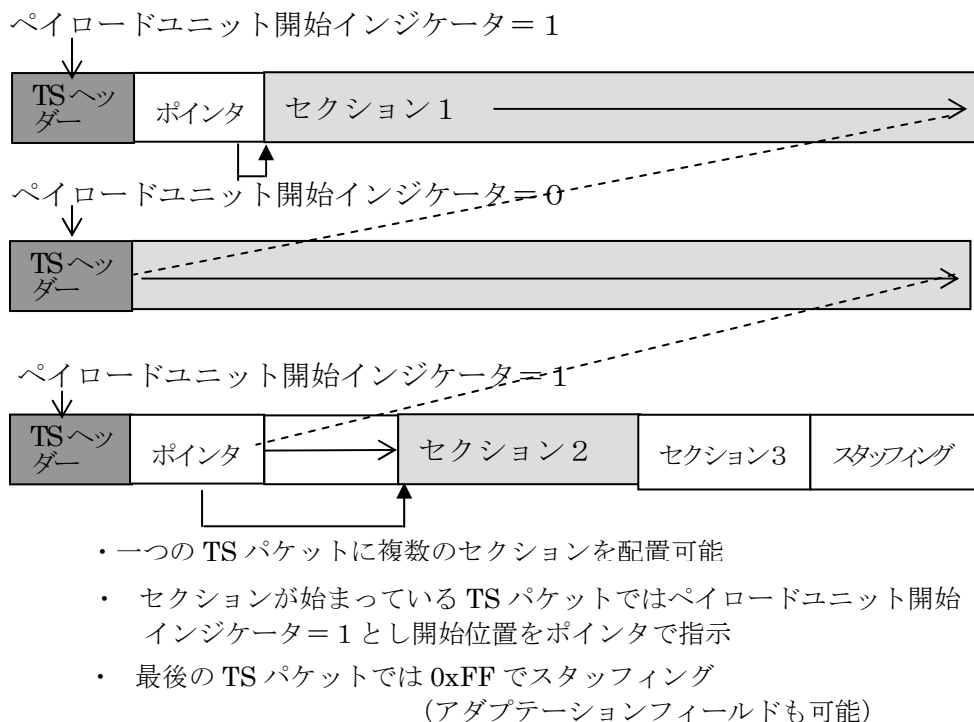 ペイロードユニット開始インジケータ＝1
TSヘッダー ポインタ セクション1
ペイロードユニット開始インジケータ＝0
TSヘッダー
ペイロードユニット開始インジケータ＝1
TSヘッダー ポインタ セクション2 セクション3 スタッフィング
・一つの TS パケットに複数のセクションを配置可能
・ セクションが始まっている TS パケットではペイロードユニット開始
インジケータ＝1とし開始位置をポインタで指示
・ 最後の TS パケットでは 0xFF でスタッフィング
（アダプテーションフィールドも可能）